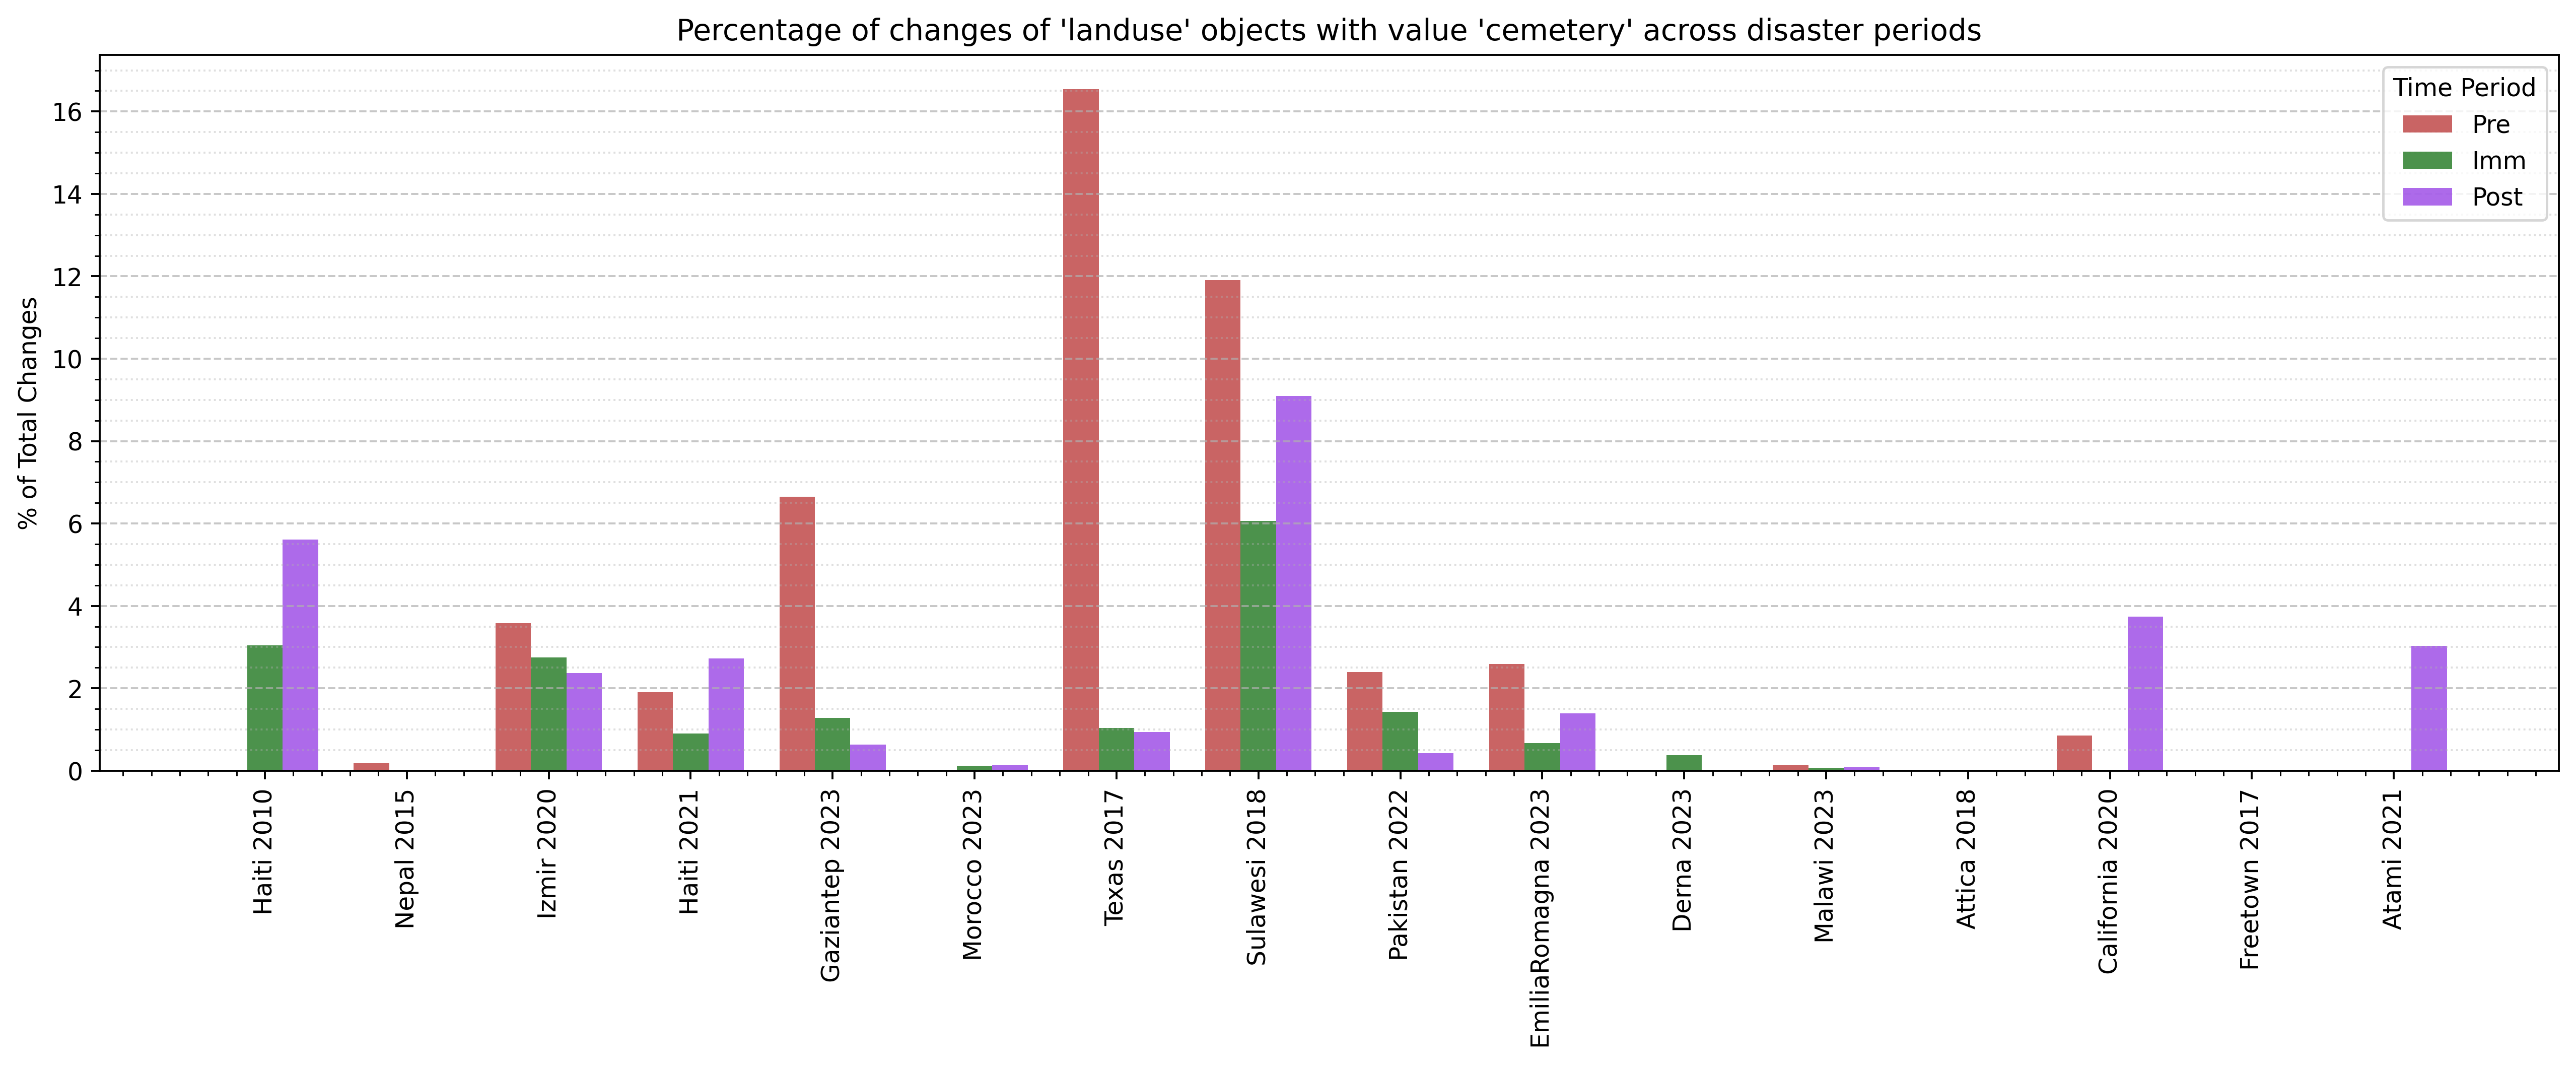 Percentage of changes of 'landuse' objects with value 'cemetery' across disaster periods
% of Total Changes
16
14
12
10
8
6
4
2
0
Time Period
Pre
Imm
Post
Haiti 2010
Nepal 2015
Izmir 2020
Haiti 2021
Gaziantep 2023
Morocco 2023
Texas 2017
Sulawesi 2018
Pakistan 2022
EmiliaRomagna 2023
Derna 2023
Malawi 2023
Attica 2018
California 2020
Freetown 2017
Atami 2021